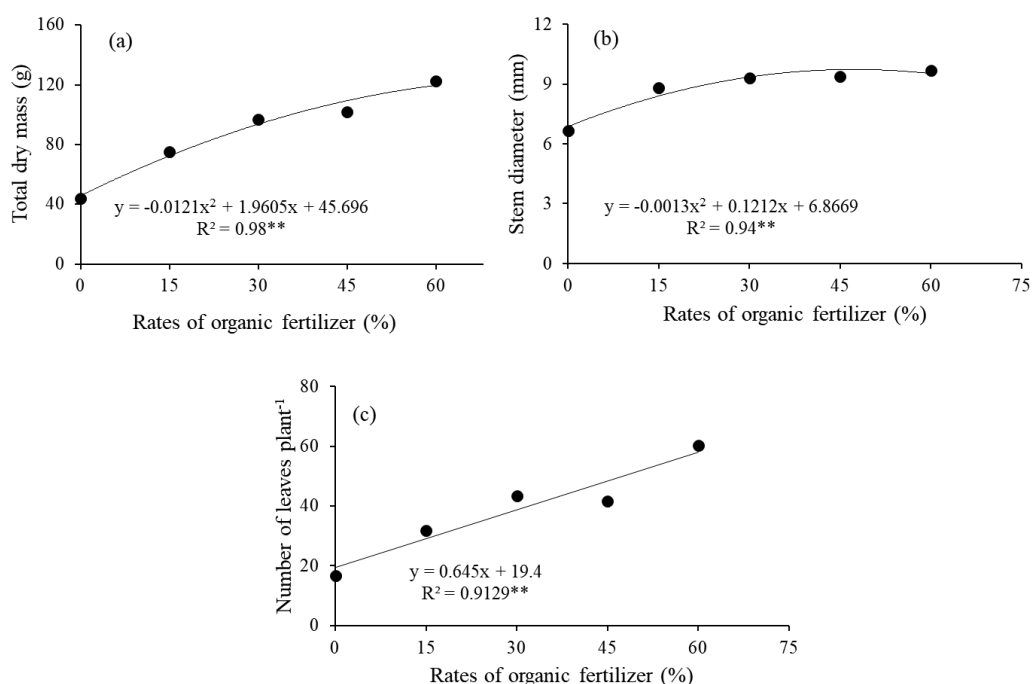 (a)
Total dry mass (g)
160
120
80
40
0
y = -0.0121x² + 1.9605x + 45.696
R² = 0.98**
0 15 30 45 60
Rates of organic fertilizer (%)
(b)
Stem diameter (mm)
12
9
6
3
0
y = -0.0013x² + 0.1212x + 6.8669
R² = 0.94**
0 15 30 45 60 75
Rates of organic fertilizer (%)
(c)
Number of leaves plant⁻¹
80
60
40
20
0
y = 0.645x + 19.4
R² = 0.9129**
0 15 30 45 60 75
Rates of organic fertilizer (%)